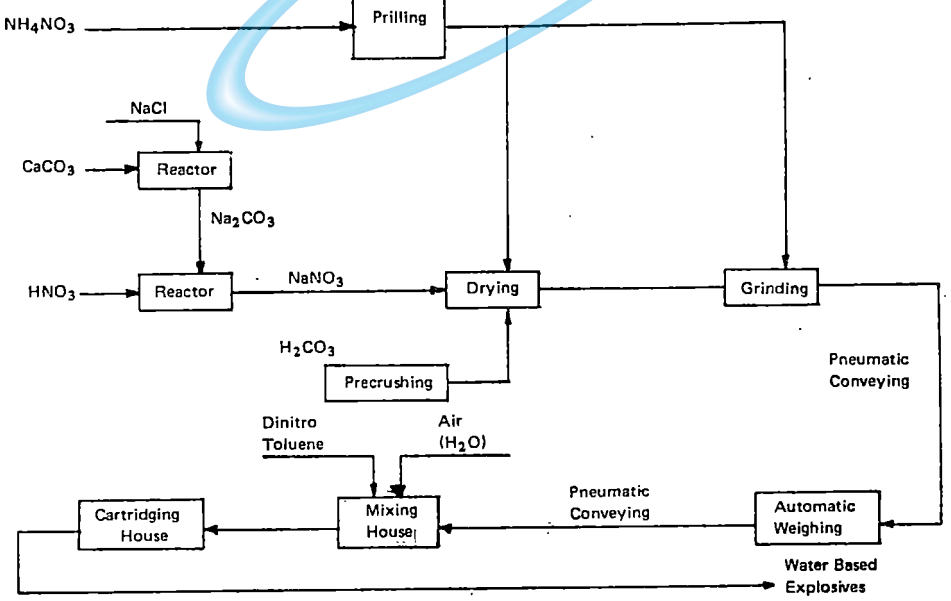 Prilling
NH₄NO₃
NaCl
CaCO₃
Reactor
Na₂CO₃
HNO₃
Reactor
NaNO₃
Drying
Grinding
H₂CO₃
Precrushing
Pneumatic
Conveying
Dinitro
Toluene
Air
(H₂O)
Cartridging
House
Mixing
House
Pneumatic
Conveying
Automatic
Weighing
Water Based
Explosives